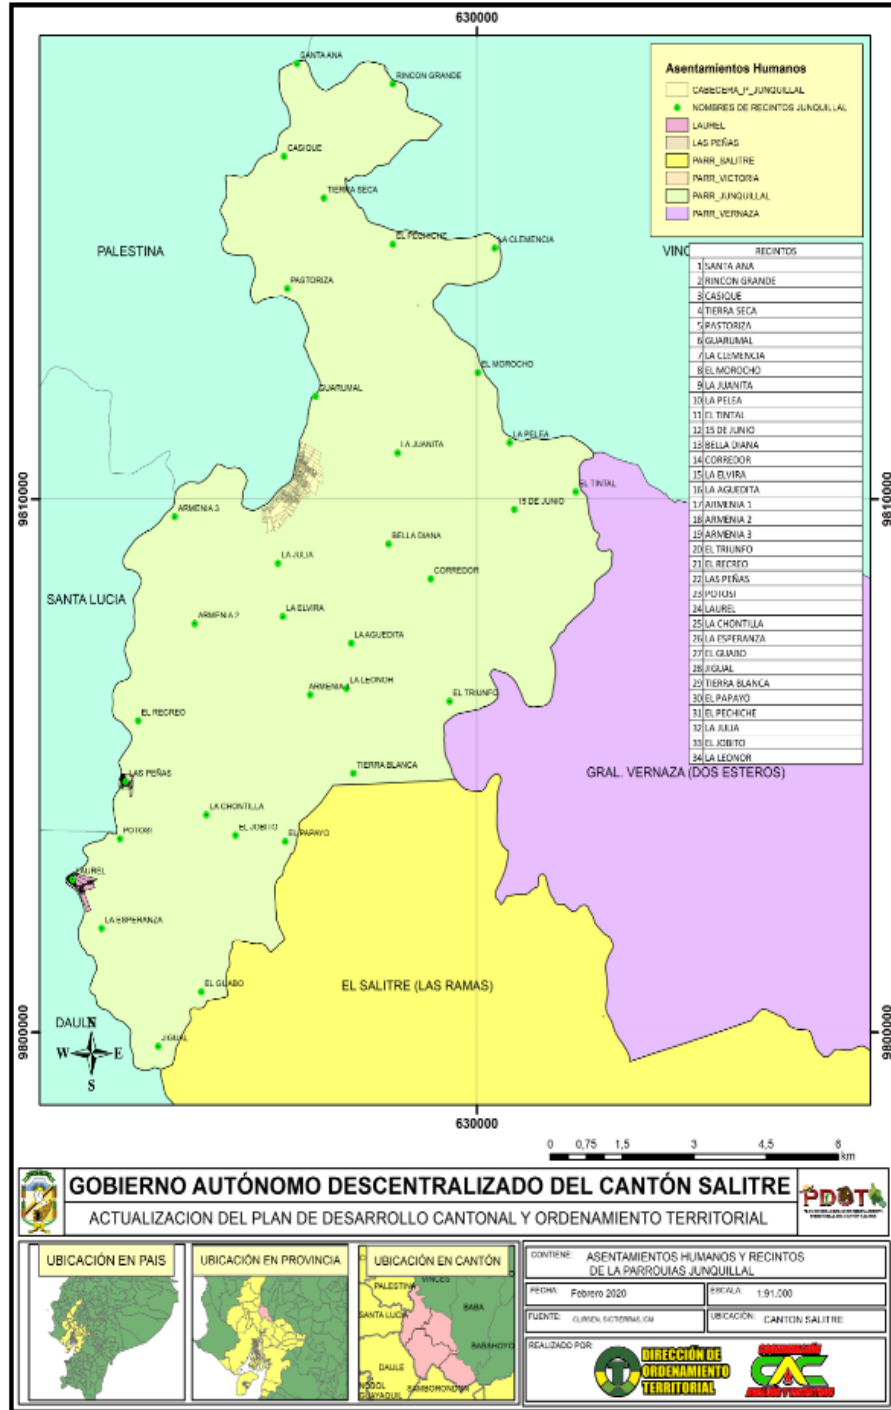 630000
SANTA ANA
RINCON GRANDE
CASIQUE
TIERRA SECA
PALESTINA
EL PECHICHE
LA CLEMENCIA
VINC
PASTORIZA
EL MOROCHO
GUARUMAL
LA JUANITA
LA PELEA
EL TINTAL
9810000
9810000
15 DE JUNIO
ARMENIA 3
BELLA DIANA
LA JULIA
CORREDOR
SANTA LUCIA
LA ELVIRA
ARMENIA 2
LA AGUEDITA
LA LEONOR
ARMENIA 1
EL TRIUNFO
EL RECREO
TIERRA BLANCA
LAS PEÑAS
GRAL. VERNAZA (DOS ESTEROS)
LA CHONTILLA
POTOSI
EL JOBITO
EL PAPAYO
LAUREL
LA ESPERANZA
EL SALITRE (LAS RAMAS)
EL GUABO
DAULE
N
W E
S
JIGUAL
9800000
9800000
630000
Asentamientos Humanos
CABECERA_P_JUNQUILLAL
NOMBRES DE RECINTOS JUNQUILLAL
LAUREL
LAS PEÑAS
PARR_SALITRE
PARR_VICTORIA
PARR_JUNQUILLAL
PARR_VERNAZA
RECINTOS
1 SANTA ANA
2 RINCON GRANDE
3 CASIQUE
4 TIERRA SECA
5 PASTORIZA
6 GUARUMAL
7 LA CLEMENCIA
8 EL MOROCHO
9 LA JUANITA
10 LA PELEA
11 EL TINTAL
12 15 DE JUNIO
13 BELLA DIANA
14 CORREDOR
15 LA ELVIRA
16 LA AGUEDITA
17 ARMENIA 1
18 ARMENIA 2
19 ARMENIA 3
20 EL TRIUNFO
21 EL RECREO
22 LAS PEÑAS
23 POTOSI
24 LAUREL
25 LA CHONTILLA
26 LA ESPERANZA
27 EL GUABO
28 JIGUAL
29 TIERRA BLANCA
30 EL PAPAYO
31 EL PECHICHE
32 LA JULIA
33 EL JOBITO
34 LA LEONOR
0 0,75 1,5 3 4,5 6
km
GOBIERNO AUTÓNOMO DESCENTRALIZADO DEL CANTÓN SALITRE
ACTUALIZACION DEL PLAN DE DESARROLLO CANTONAL Y ORDENAMIENTO TERRITORIAL
PDOT
UBICACIÓN EN PAIS
UBICACIÓN EN PROVINCIA
UBICACIÓN EN CANTÓN
VINCES
PALESTINA
BABA
SANTA LUCIA
BABAHOYO
DAULE
NOBOL
SAMBORONDON
GUAYAQUIL
CONTIENE: ASENTAMIENTOS HUMANOS Y RECINTOS
DE LA PARROUIAS JUNQUILLAL
FECHA: Febrero 2020
ESCALA: 1:91.000
FUENTE: CLIRSEN, SIGTIERRAS, IGM
UBICACIÓN: CANTON SALITRE
REALIZADO POR:
DIRECCIÓN DE
ORDENAMIENTO
TERRITORIAL
CAC